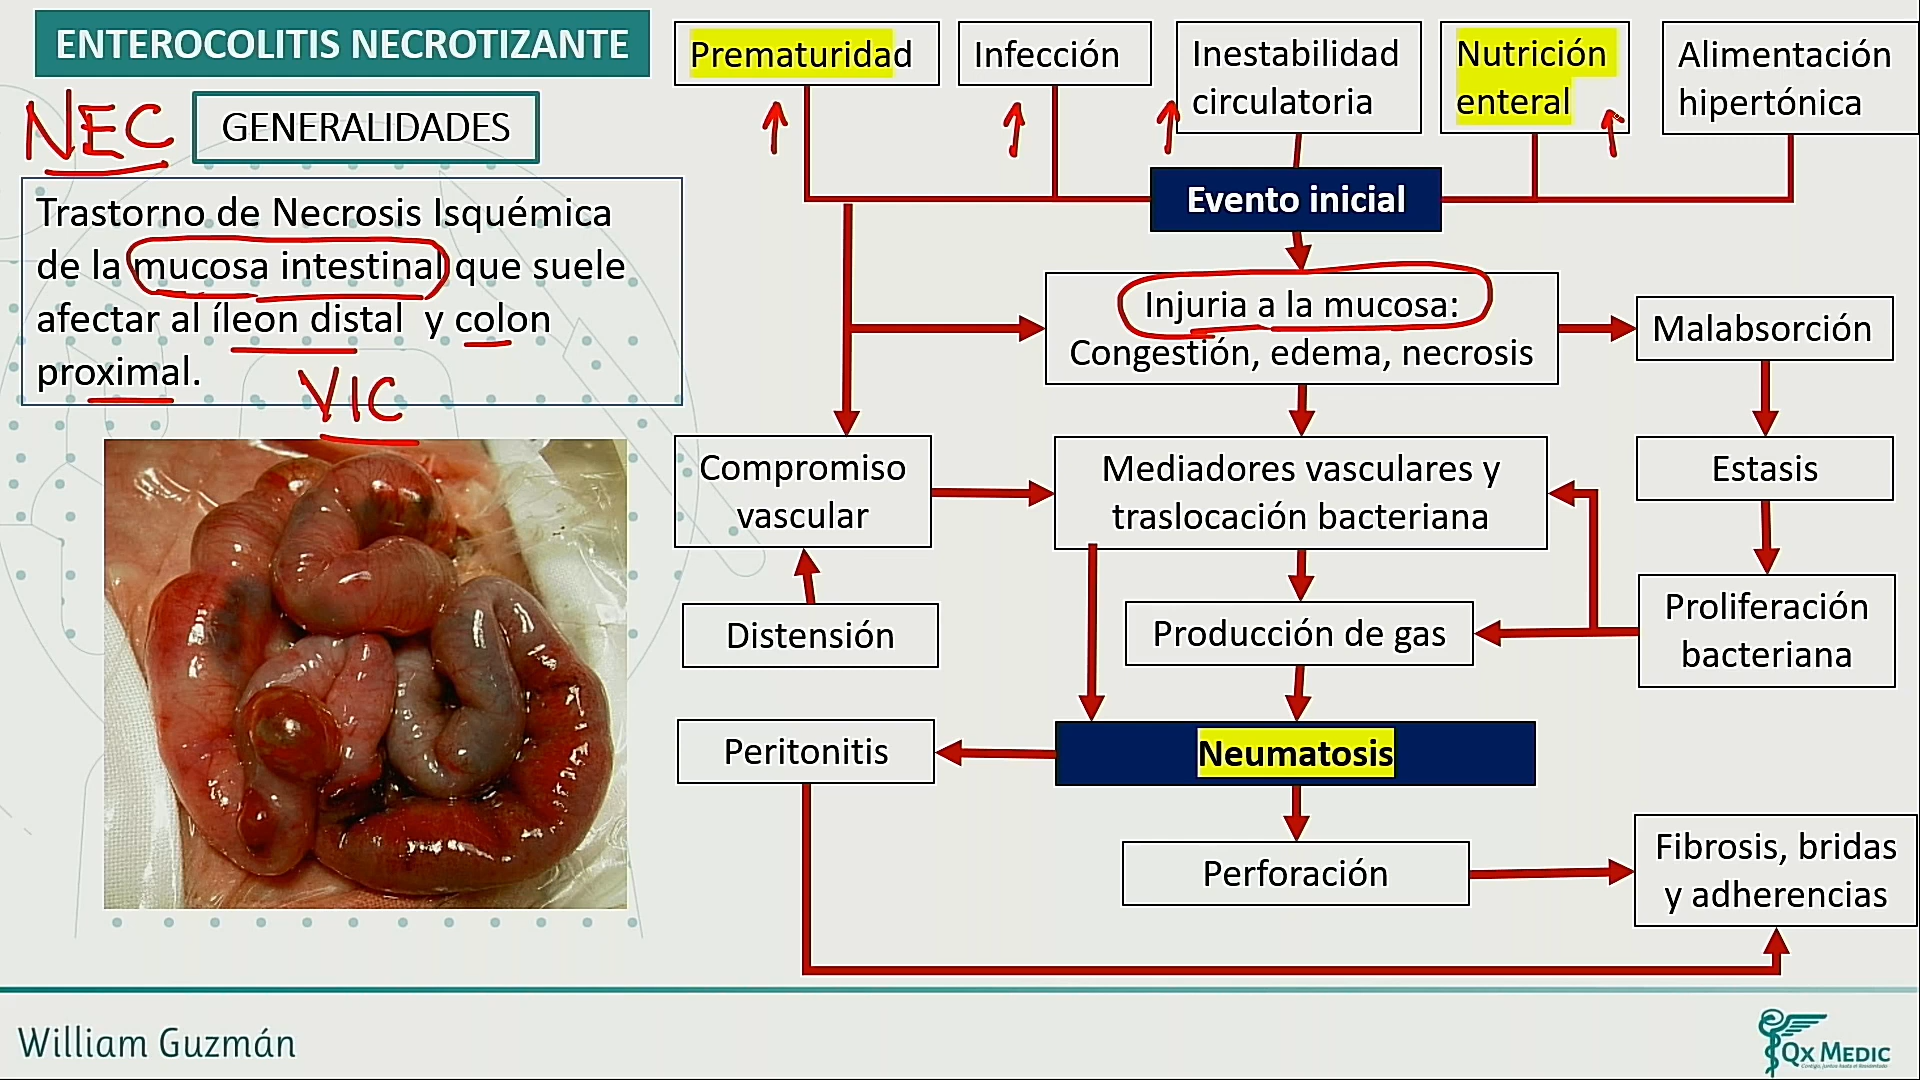 ENTEROCOLITIS NECROTIZANTE
NEC
GENERALIDADES
Trastorno de Necrosis Isquémica
de la mucosa intestinal que suele
afectar al íleon distal y colon
proximal.
VIC
Prematuridad
Infección
Inestabilidad
circulatoria
Nutrición
enteral
Alimentación
hipertónica
Evento inicial
Injuria a la mucosa:
Congestión, edema, necrosis
Malabsorción
Compromiso
vascular
Mediadores vasculares y
traslocación bacteriana
Estasis
Distensión
Producción de gas
Proliferación
bacteriana
Peritonitis
Neumatosis
Perforación
Fibrosis, bridas
y adherencias
William Guzmán
QX MEDIC